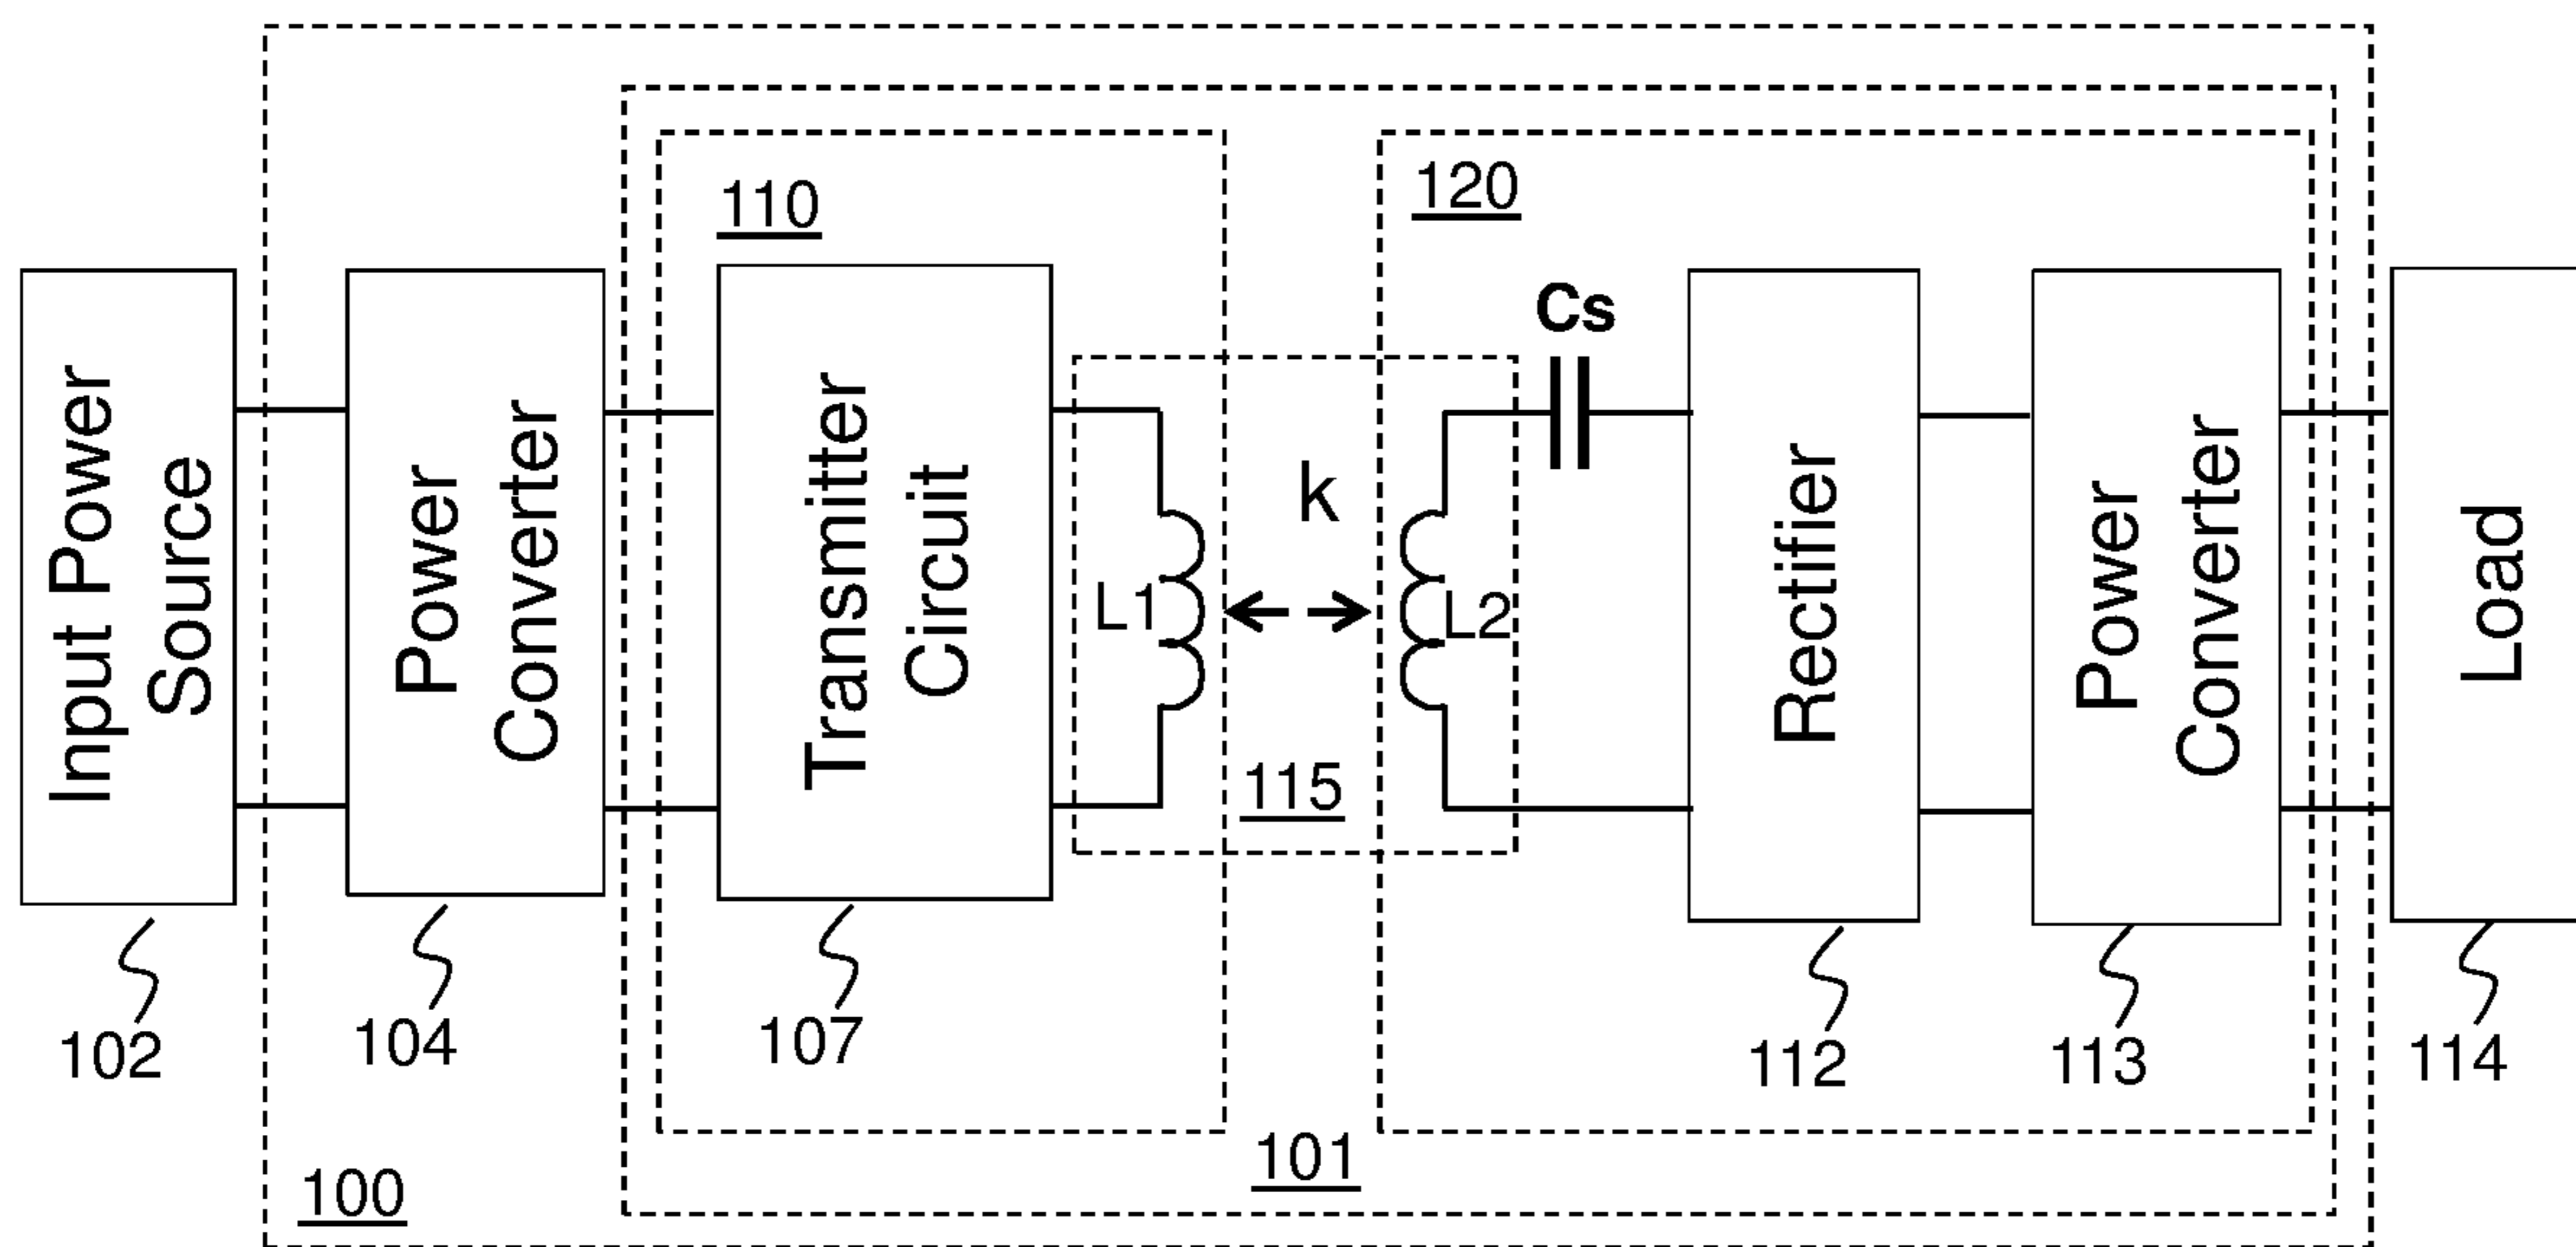 110
120
Cs
Input Power
Source
Power
Converter
Transmitter
Circuit
L1
k
L2
115
Rectifier
Power
Converter
Load
102
104
107
112
113
114
101
100